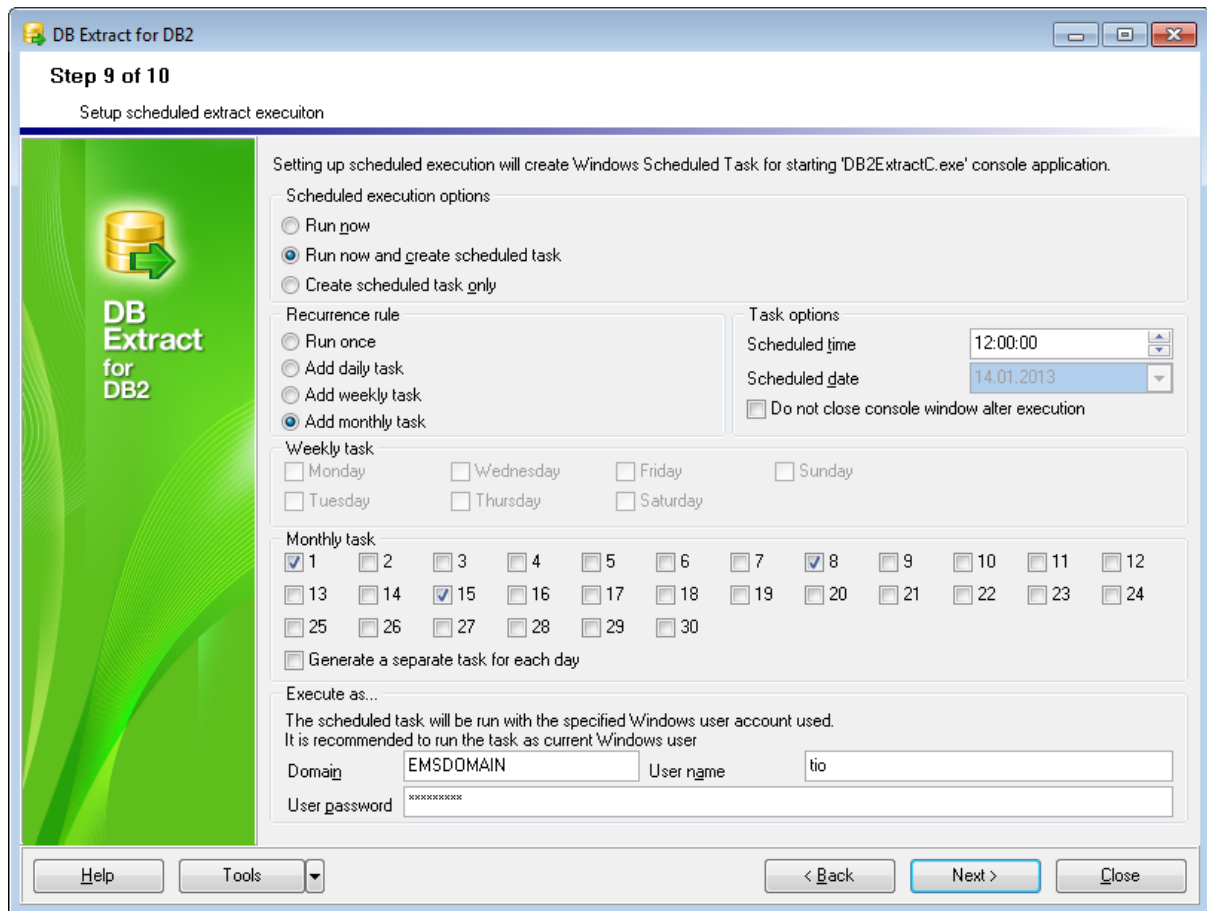 DB Extract for DB2
Step 9 of 10
Setup scheduled extract execuiton
DB
Extract
for
DB2
Setting up scheduled execution will create Windows Scheduled Task for starting 'DB2ExtractC.exe' console application.
Scheduled execution options
Run now
Run now and create scheduled task
Create scheduled task only
Recurrence rule
Run once
Add daily task
Add weekly task
Add monthly task
Task options
Scheduled time 12:00:00
Scheduled date 14.01.2013
Do not close console window alter execution
Weekly task
Monday Wednesday Friday Sunday
Tuesday Thursday Saturday
Monthly task
1 2 3 4 5 6 7 8 9 10 11 12
13 14 15 16 17 18 19 20 21 22 23 24
25 26 27 28 29 30
Generate a separate task for each day
Execute as...
The scheduled task will be run with the specified Windows user account used.
It is recommended to run the task as current Windows user
Domain EMSDOMAIN User name tio
User password *********
Help Tools < Back Next > Close